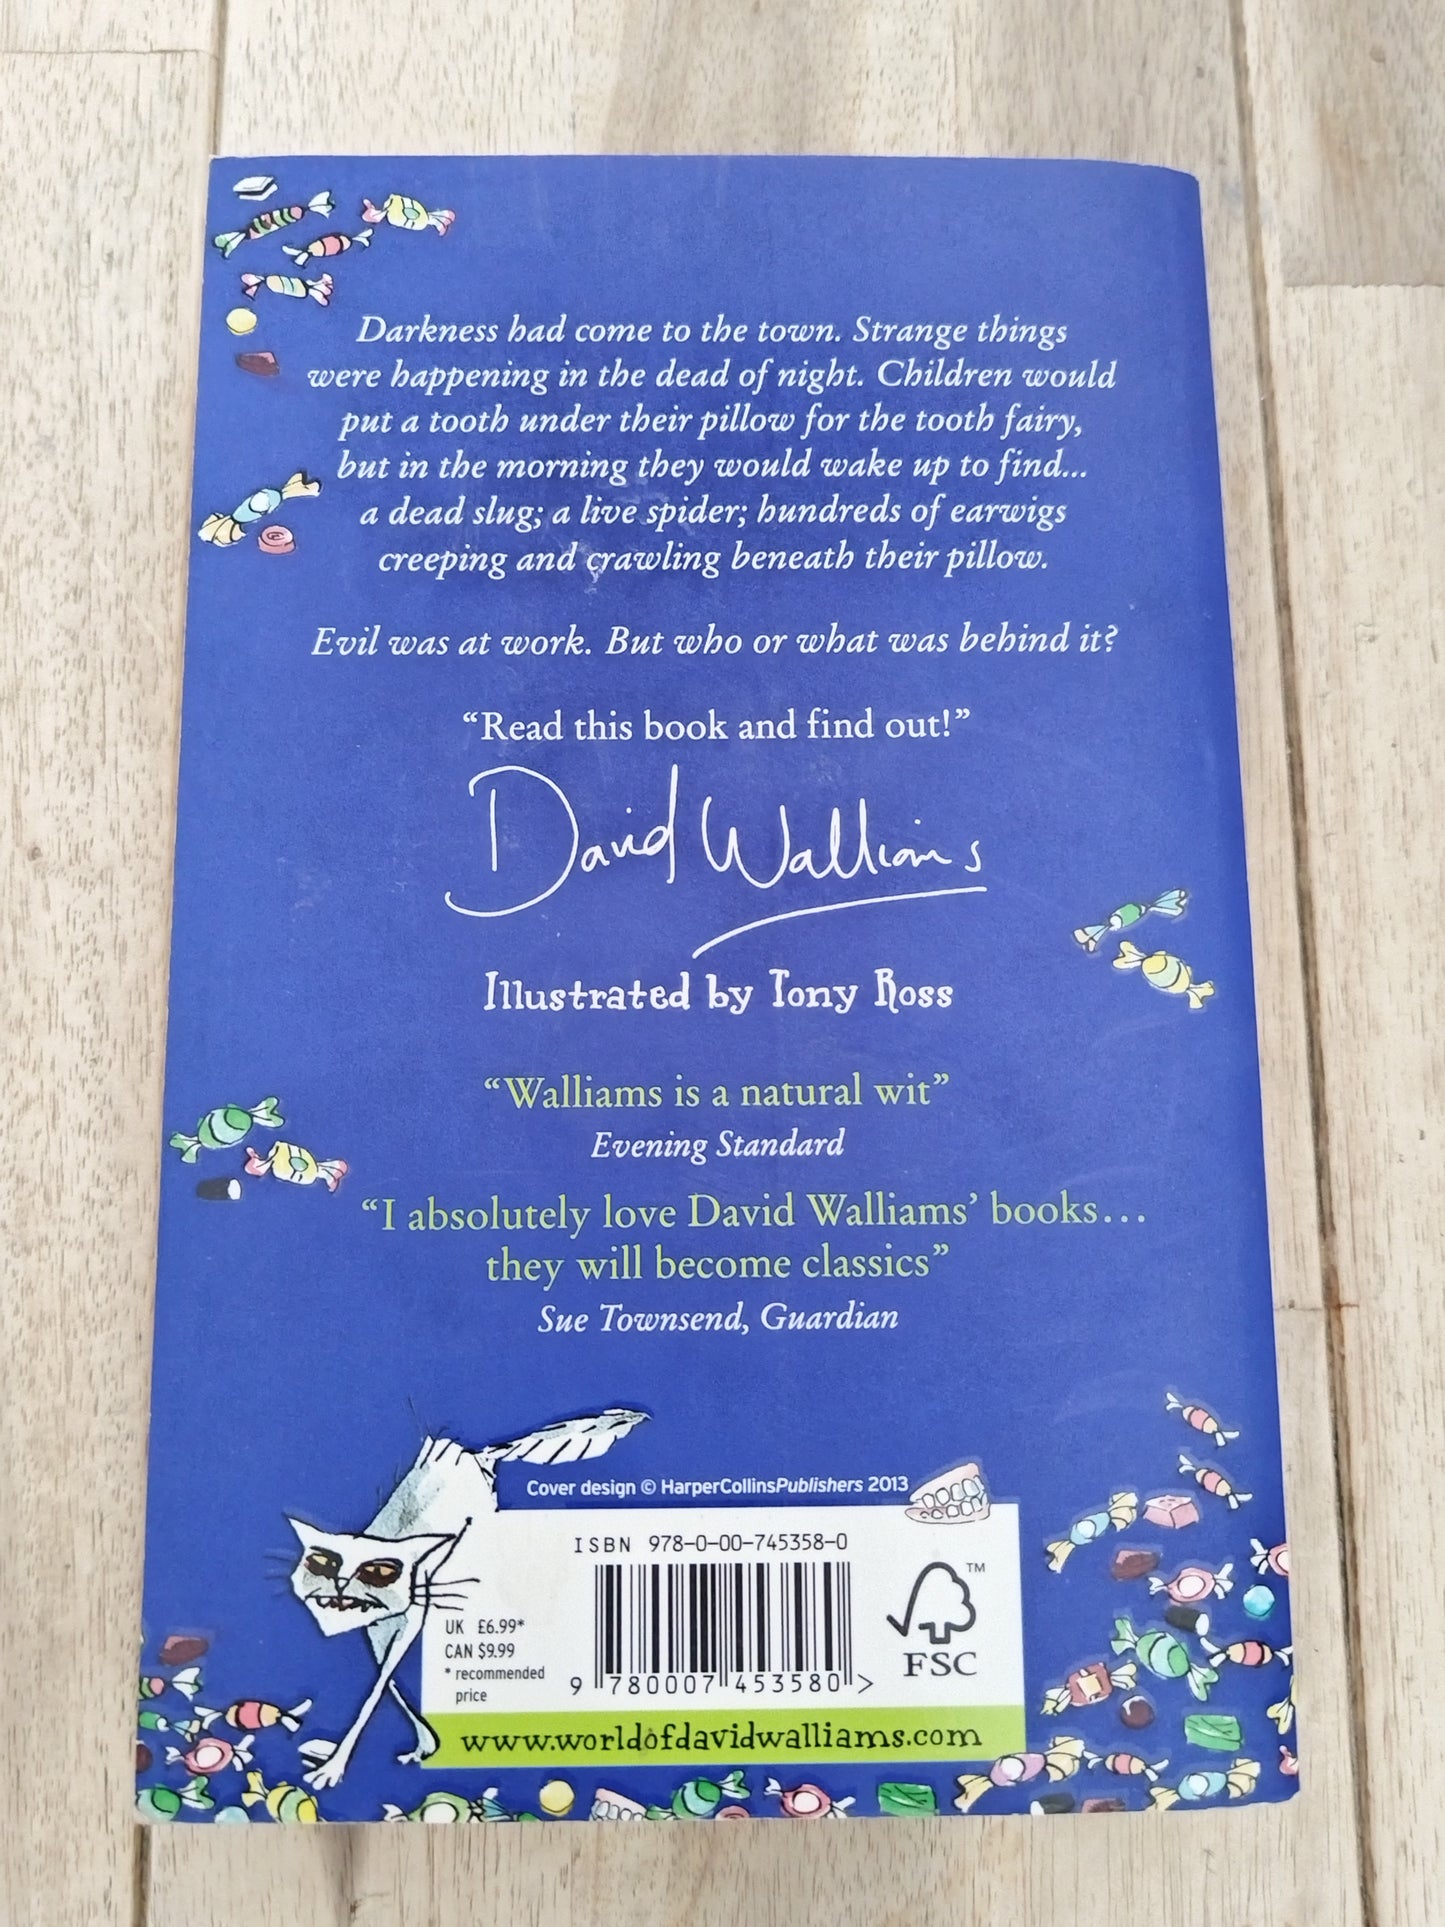 Darkness had come to the town. Strange things
were happening in the dead of night. Children would
put a tooth under their pillow for the tooth fairy,
but in the morning they would wake up to find...
a dead slug; a live spider; hundreds of earwigs
creeping and crawling beneath their pillow.
Evil was at work. But who or what was behind it?
“Read this book and find out!”
David Walliams
Illustrated by Tony Ross
“Walliams is a natural wit”
Evening Standard
“I absolutely love David Walliams’ books...
they will become classics”
Sue Townsend, Guardian
Cover design © HarperCollinsPublishers 2013
ISBN 978-0-00-745358-0
UK £6.99*
CAN $9.99
* recommended
price
9 780007 453580 >
FSC
TM
www.worldofdavidwalliams.com